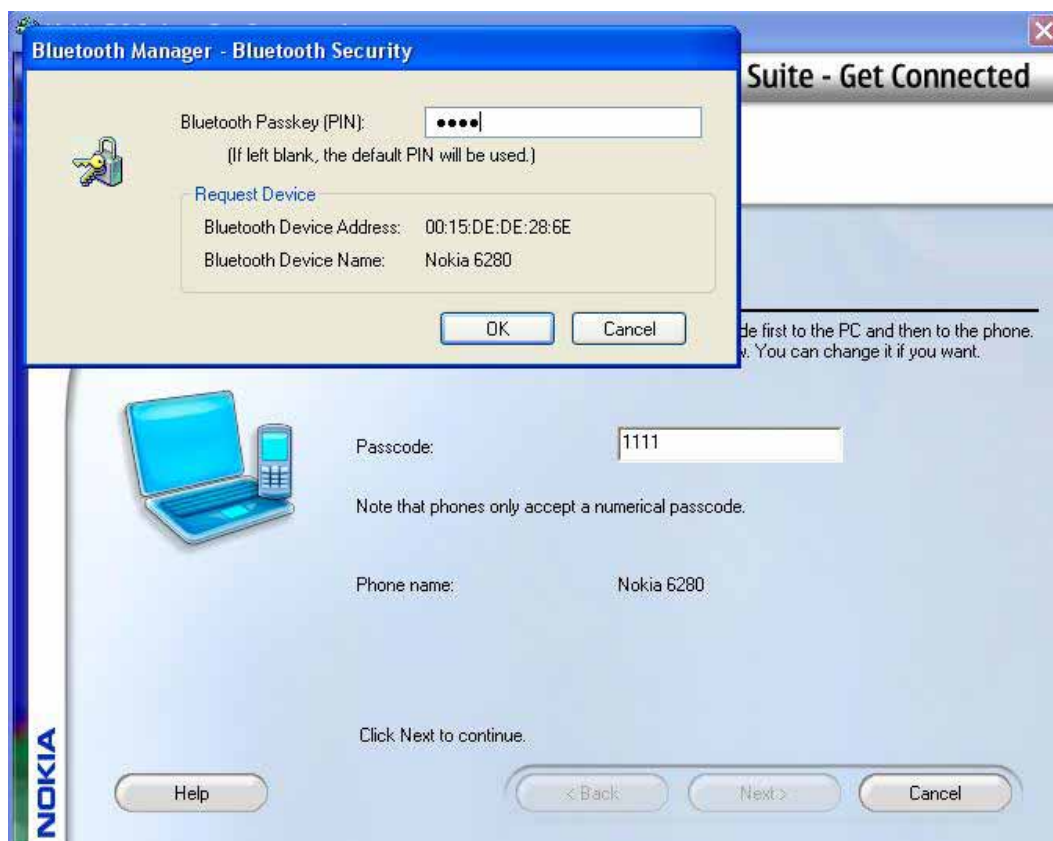 Bluetooth Manager - Bluetooth Security
Suite - Get Connected
Bluetooth Passkey (PIN): ••••
(If left blank, the default PIN will be used.)
Request Device
Bluetooth Device Address: 00:15:DE:DE:28:6E
Bluetooth Device Name: Nokia 6280
OK Cancel
de first to the PC and then to the phone.
. You can change it if you want.
Passcode: 1111
Note that phones only accept a numerical passcode.
Phone name: Nokia 6280
Click Next to continue.
NOKIA
Help < Back Next > Cancel